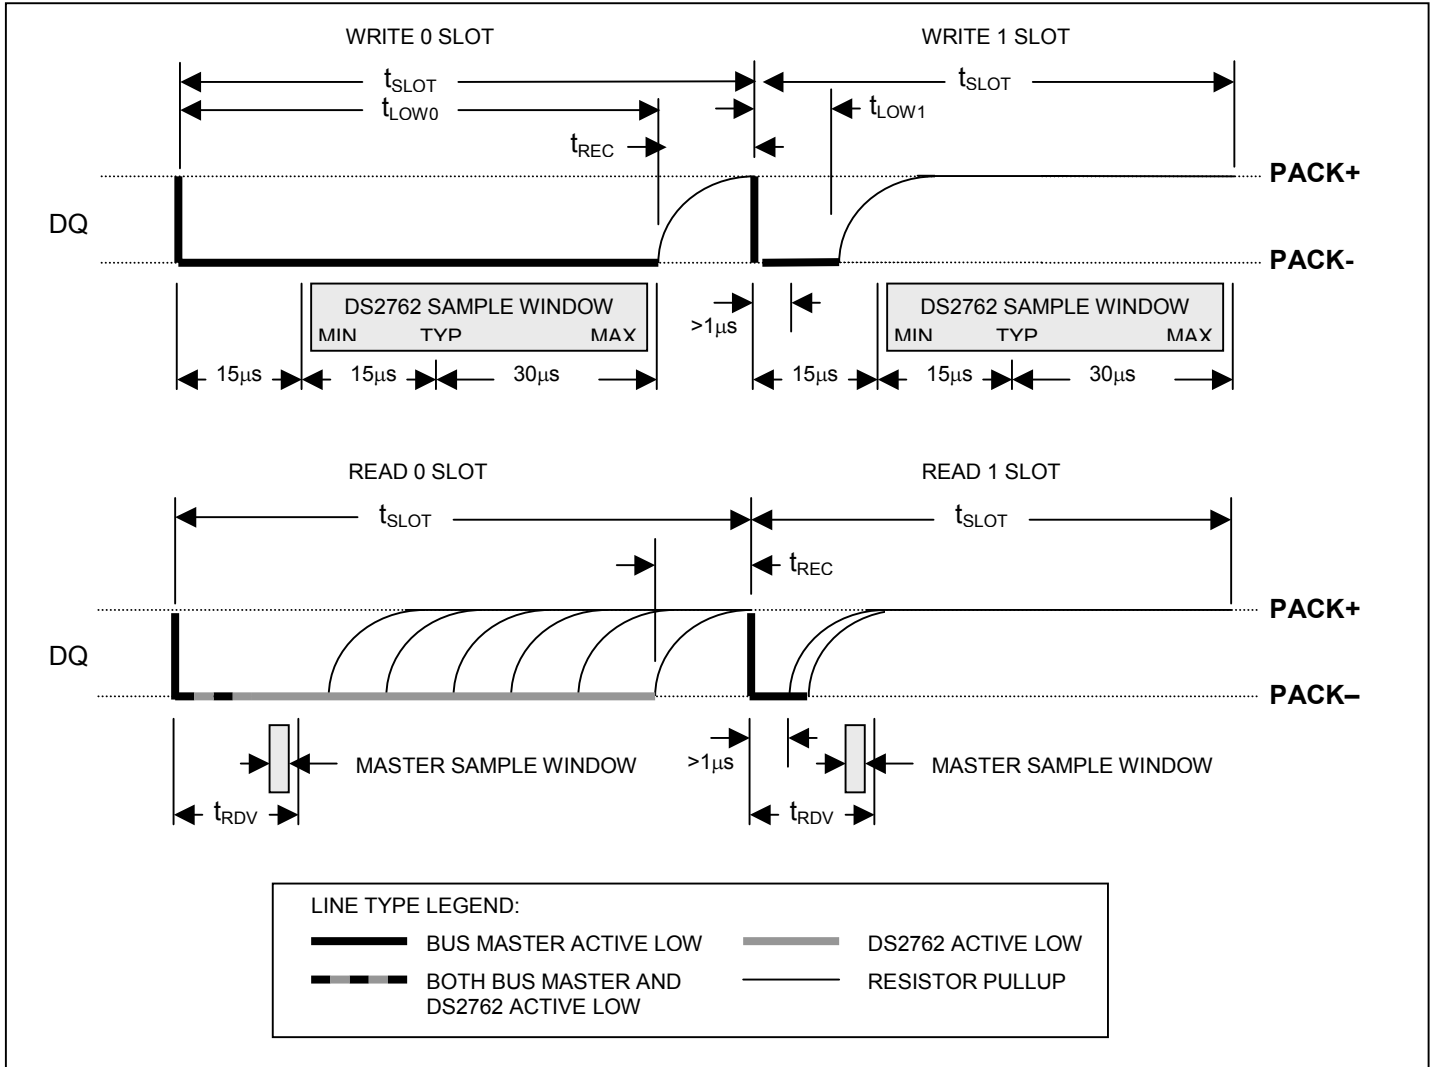 WRITE 0 SLOT
WRITE 1 SLOT
tSLOT
tSLOT
tLOW0
tLOW1
tREC
PACK+
DQ
PACK-
DS2762 SAMPLE WINDOW
MIN TYP MAX
>1µs
DS2762 SAMPLE WINDOW
MIN TYP MAX
15µs 15µs 30µs
15µs 15µs 30µs
READ 0 SLOT
READ 1 SLOT
tSLOT
tSLOT
tREC
PACK+
DQ
PACK–
MASTER SAMPLE WINDOW
>1µs
MASTER SAMPLE WINDOW
tRDV
tRDV
LINE TYPE LEGEND:
BUS MASTER ACTIVE LOW
DS2762 ACTIVE LOW
BOTH BUS MASTER AND
DS2762 ACTIVE LOW
RESISTOR PULLUP